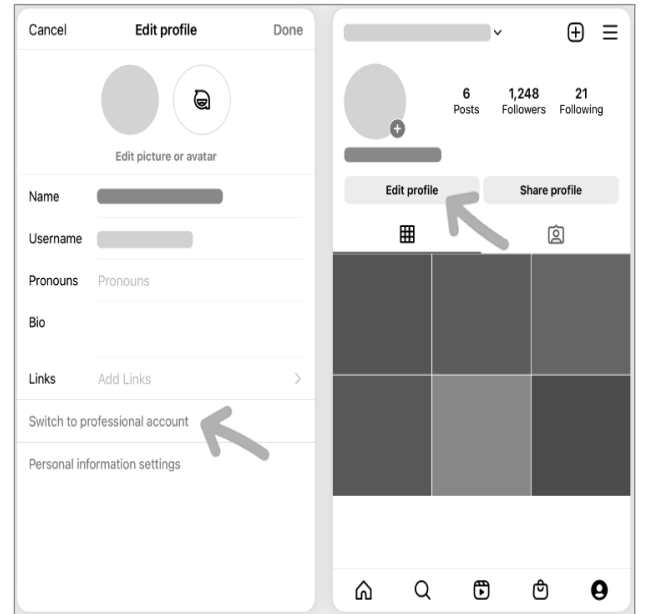 Cancel Edit profile Done
Edit picture or avatar
Name
Username
Pronouns Pronouns
Bio
Links Add Links
Switch to professional account
Personal information settings
6 1,248 21
Posts Followers Following
Edit profile Share profile